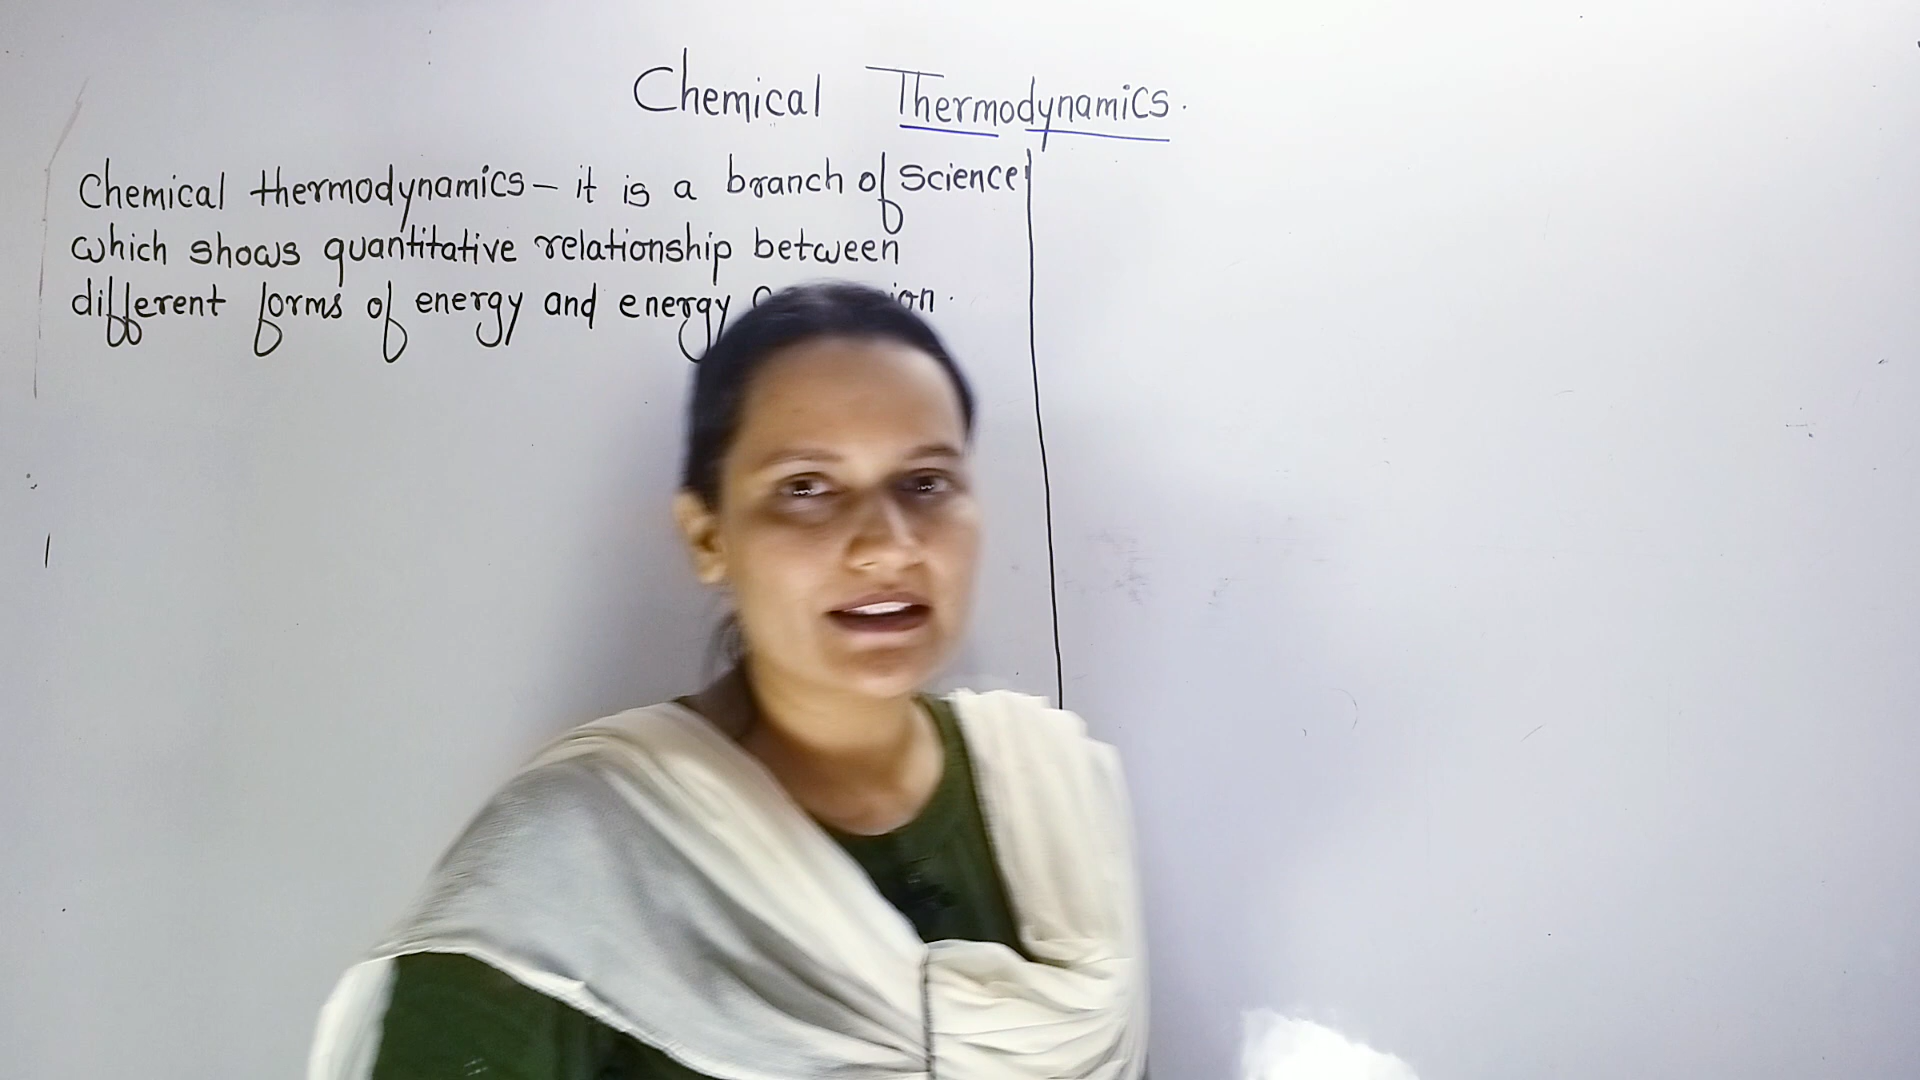 Chemical Thermodynamics.
Chemical thermodynamics - it is a branch of science
which shows quantitative relationship between
different forms of energy and energy